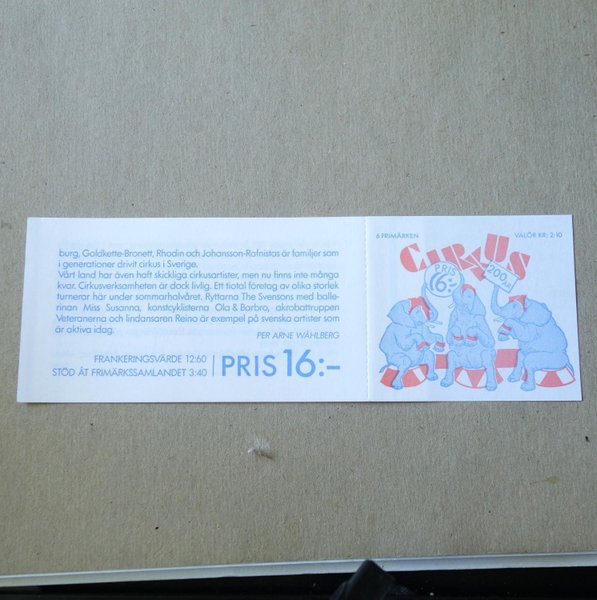 burg, Goldkette-Bronett, Rhodin och Johansson-Rafnistas är familjer som
i generationer drivit cirkus i Sverige.
Vårt land har även haft skickliga cirkusartister, men nu finns inte många
kvar. Cirkusverksamheten är dock livlig. Ett tiotal företag av olika storlek
turnerar här under sommarhalvåret. Ryttarna The Svensons med balle-
rinan Miss Susanna, konstcyklisterna Ola & Barbro, akrobattruppen
Veteranerna och lindansaren Reino är exempel på svenska artister som
är aktiva idag.
PER ARNE WÅHLBERG
FRANKERINGSVÄRDE 12:60
STÖD ÅT FRIMÄRKSSAMLANDET 3:40
PRIS 16:–
6 FRIMÄRKEN
VALÖR KR: 2:10
CIRKUS
PRIS
16:-
200 ÅR